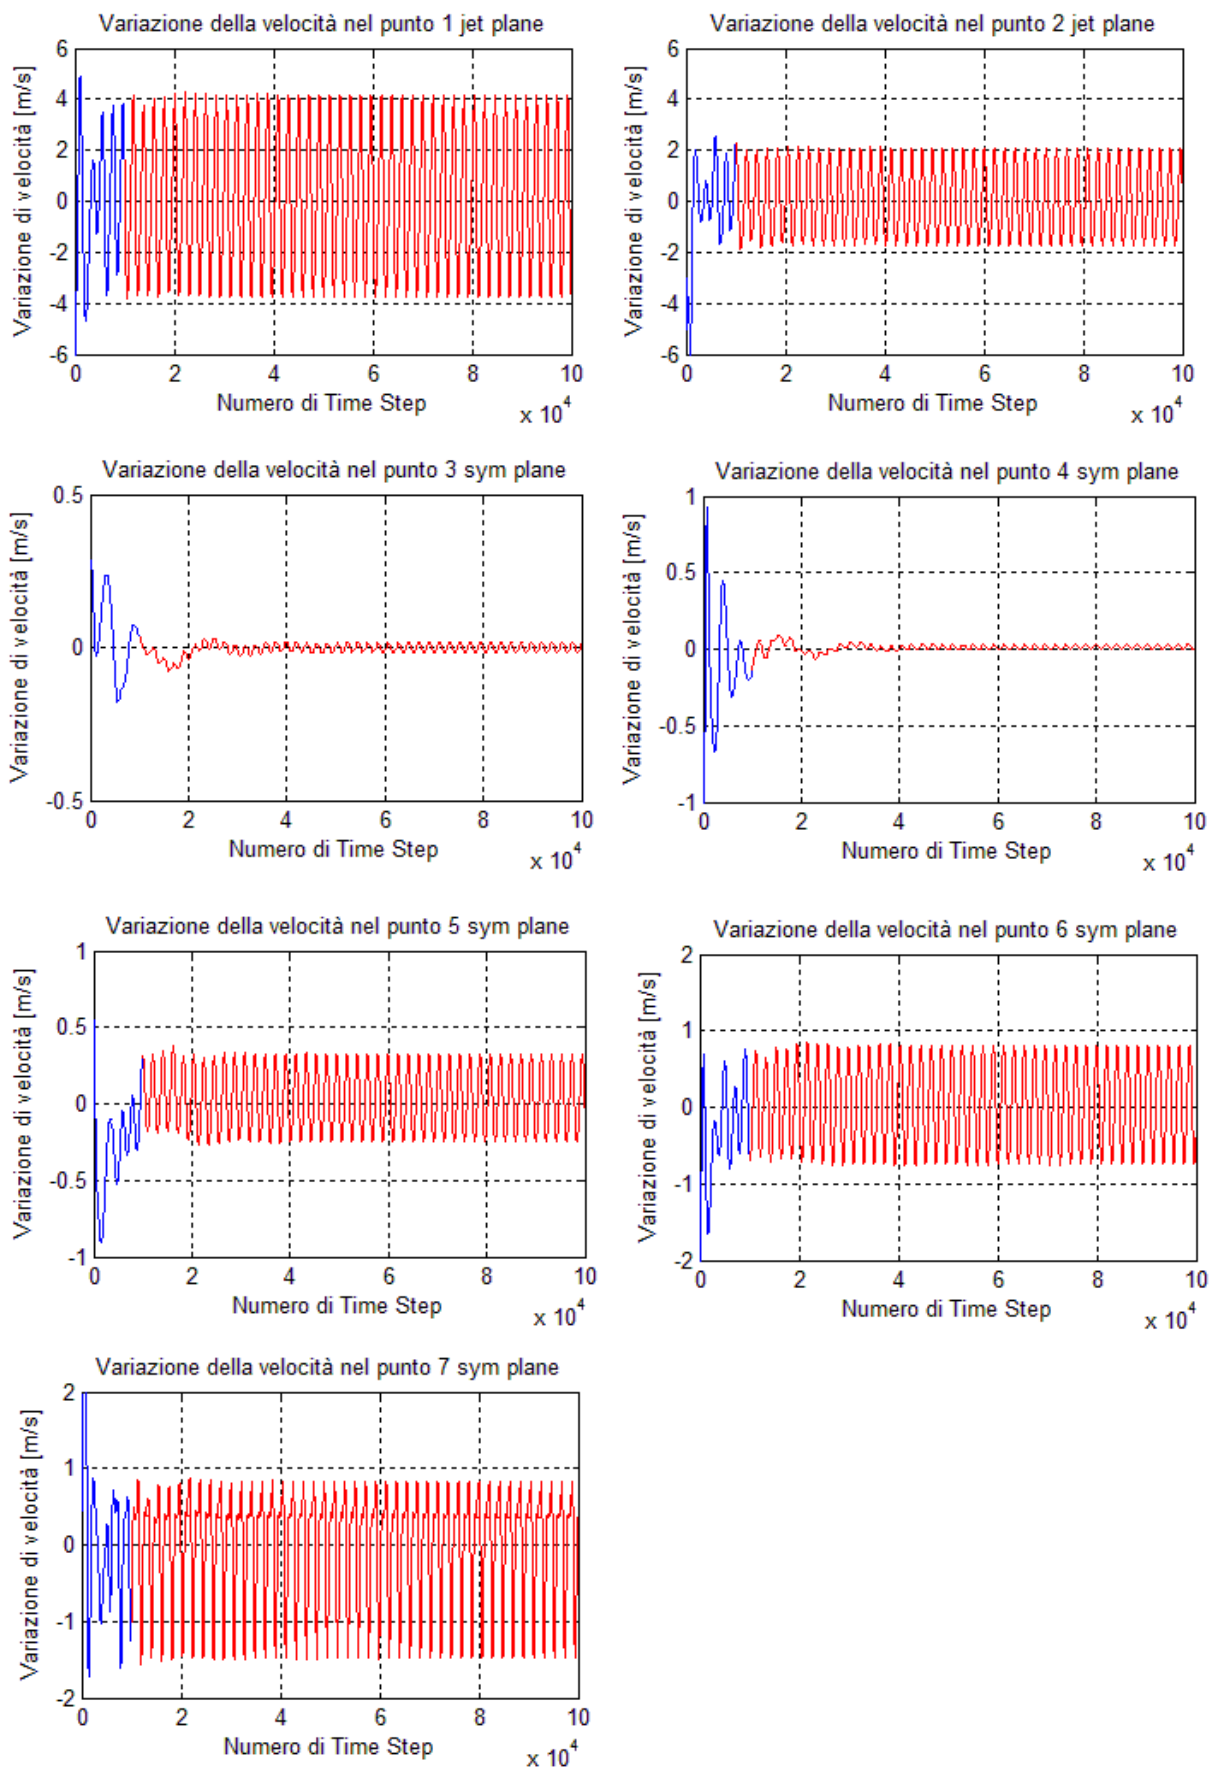 Variazione della velocità nel punto 1 jet plane
Variazione di velocità [m/s]
6
4
2
0
-2
-4
-6
0 2 4 6 8 10
Numero di Time Step
x 10^4
Variazione della velocità nel punto 2 jet plane
Variazione di velocità [m/s]
6
4
2
0
-2
-4
-6
0 2 4 6 8 10
Numero di Time Step
x 10^4
Variazione della velocità nel punto 3 sym plane
Variazione di velocità [m/s]
0.5
0
-0.5
0 2 4 6 8 10
Numero di Time Step
x 10^4
Variazione della velocità nel punto 4 sym plane
Variazione di velocità [m/s]
1
0.5
0
-0.5
-1
0 2 4 6 8 10
Numero di Time Step
x 10^4
Variazione della velocità nel punto 5 sym plane
Variazione di velocità [m/s]
1
0.5
0
-0.5
-1
0 2 4 6 8 10
Numero di Time Step
x 10^4
Variazione della velocità nel punto 6 sym plane
Variazione di velocità [m/s]
2
1
0
-1
-2
0 2 4 6 8 10
Numero di Time Step
x 10^4
Variazione della velocità nel punto 7 sym plane
Variazione di velocità [m/s]
2
1
0
-1
-2
0 2 4 6 8 10
Numero di Time Step
x 10^4